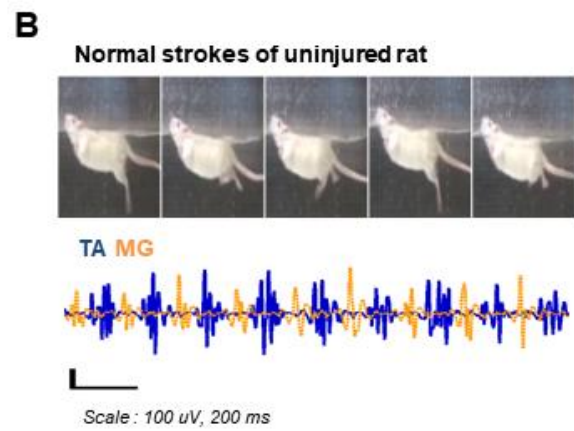 B
Normal strokes of uninjured rat
TA MG
Scale : 100 uV, 200 ms